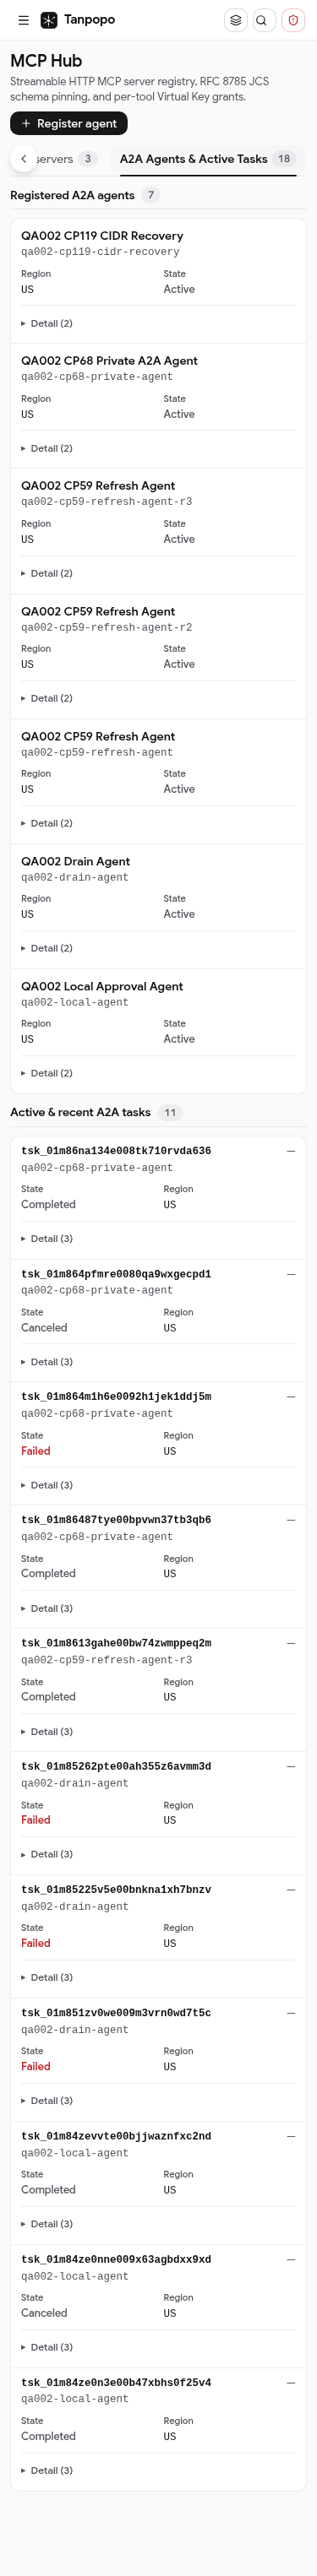 Tanpopo
MCP Hub
Streamable HTTP MCP server registry, RFC 8785 JCS
schema pinning, and per-tool Virtual Key grants.
+ Register agent
servers 3
A2A Agents & Active Tasks 18
Registered A2A agents 7
QA002 CP119 CIDR Recovery
qa002-cp119-cidr-recovery
Region State
US Active
▸ Detail (2)
QA002 CP68 Private A2A Agent
qa002-cp68-private-agent
Region State
US Active
▸ Detail (2)
QA002 CP59 Refresh Agent
qa002-cp59-refresh-agent-r3
Region State
US Active
▸ Detail (2)
QA002 CP59 Refresh Agent
qa002-cp59-refresh-agent-r2
Region State
US Active
▸ Detail (2)
QA002 CP59 Refresh Agent
qa002-cp59-refresh-agent
Region State
US Active
▸ Detail (2)
QA002 Drain Agent
qa002-drain-agent
Region State
US Active
▸ Detail (2)
QA002 Local Approval Agent
qa002-local-agent
Region State
US Active
▸ Detail (2)
Active & recent A2A tasks 11
tsk_01m86na134e008tk710rvda636 —
qa002-cp68-private-agent
State Region
Completed US
▸ Detail (3)
tsk_01m864pfmre0080qa9wxgecpd1 —
qa002-cp68-private-agent
State Region
Canceled US
▸ Detail (3)
tsk_01m864m1h6e0092h1jek1ddj5m —
qa002-cp68-private-agent
State Region
Failed US
▸ Detail (3)
tsk_01m86487tye00bpvwn37tb3qb6 —
qa002-cp68-private-agent
State Region
Completed US
▸ Detail (3)
tsk_01m8613gahe00bw74zwmppeq2m —
qa002-cp59-refresh-agent-r3
State Region
Completed US
▸ Detail (3)
tsk_01m85262pte00ah355z6avmm3d —
qa002-drain-agent
State Region
Failed US
▸ Detail (3)
tsk_01m85225v5e00bnkna1xh7bnzv —
qa002-drain-agent
State Region
Failed US
▸ Detail (3)
tsk_01m851zv0we009m3vrn0wd7t5c —
qa002-drain-agent
State Region
Failed US
▸ Detail (3)
tsk_01m84zevvte00bjjwaznfxc2nd —
qa002-local-agent
State Region
Completed US
▸ Detail (3)
tsk_01m84ze0nne009x63agbdxx9xd —
qa002-local-agent
State Region
Canceled US
▸ Detail (3)
tsk_01m84ze0n3e00b47xbhs0f25v4 —
qa002-local-agent
State Region
Completed US
▸ Detail (3)